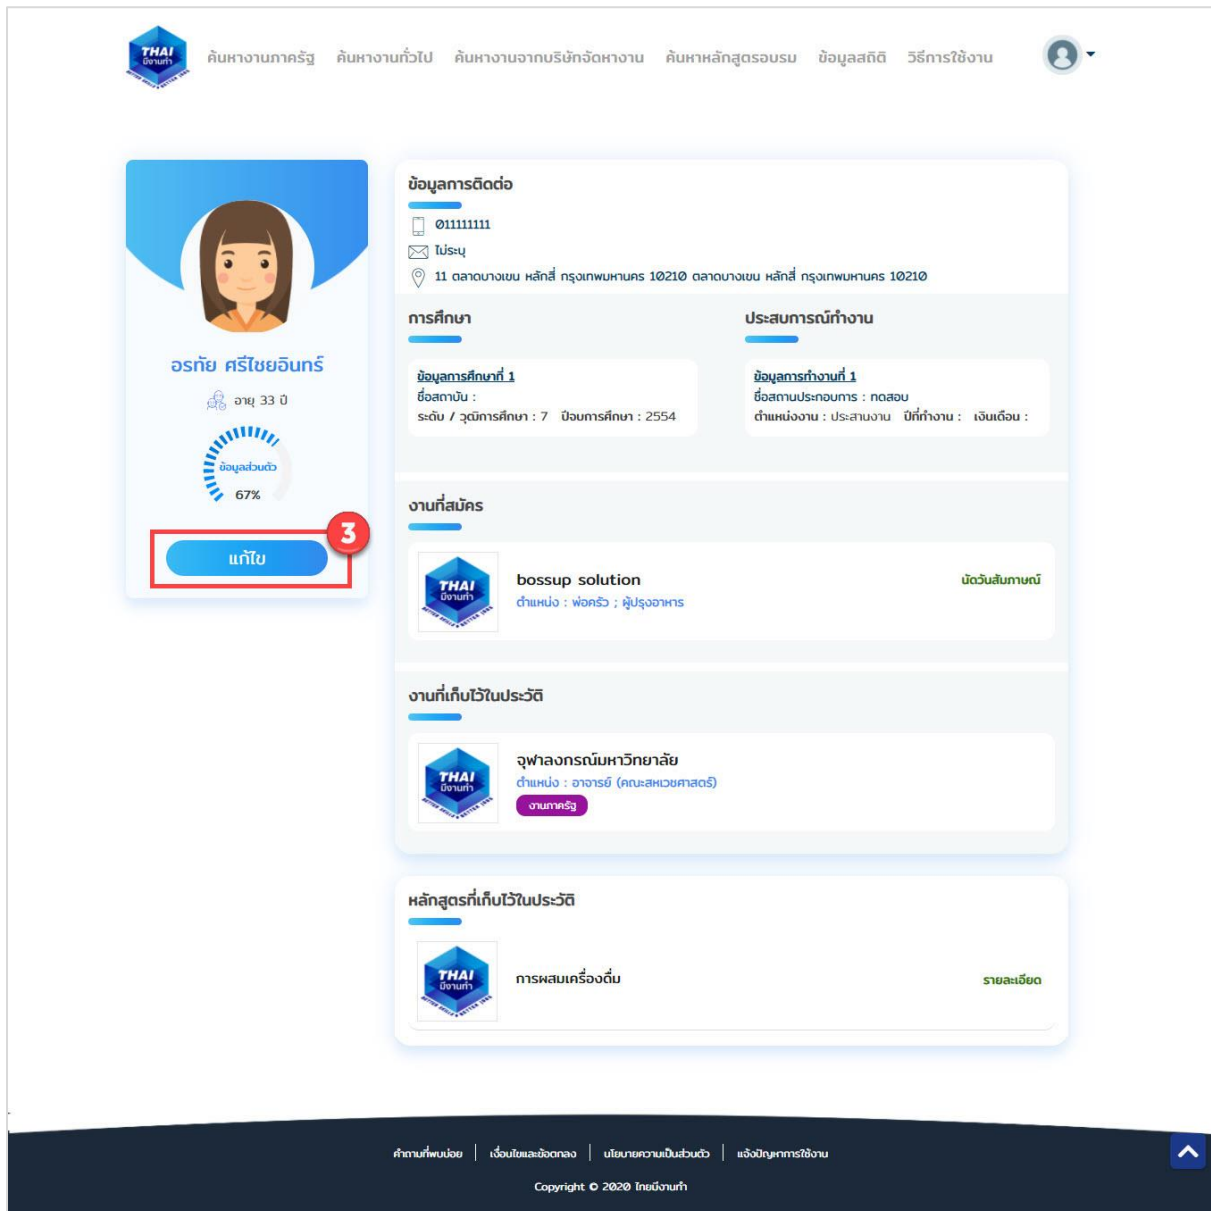 THAI
มีงานทำ
BETTER SKILLS BETTER JOBS
ค้นหางานภาครัฐ ค้นหางานทั่วไป ค้นหางานจากบริษัทจัดหางาน ค้นหาหลักสูตรอบรม ข้อมูลสถิติ วิธีการใช้งาน
อรทัย ศรีไชยอินทร์
อายุ 33 ปี
ข้อมูลส่วนตัว
67%
3
แก้ไข
ข้อมูลการติดต่อ
011111111
ไม่ระบุ
11 ตลาดบางเขน หลักสี่ กรุงเทพมหานคร 10210 ตลาดบางเขน หลักสี่ กรุงเทพมหานคร 10210
การศึกษา
ข้อมูลการศึกษาที่ 1
ชื่อสถาบัน :
ระดับ / วุฒิการศึกษา : 7 ปีจบการศึกษา : 2554
ประสบการณ์ทำงาน
ข้อมูลการทำงานที่ 1
ชื่อสถานประกอบการ : ทดสอบ
ตำแหน่งงาน : ประสานงาน ปีที่ทำงาน : เงินเดือน :
งานที่สมัคร
THAI
มีงานทำ
BETTER SKILLS BETTER JOBS
bossup solution
ตำแหน่ง : พ่อครัว ; ผู้ปรุงอาหาร
นัดวันสัมภาษณ์
งานที่เก็บไว้ในประวัติ
THAI
มีงานทำ
BETTER SKILLS BETTER JOBS
จุฬาลงกรณ์มหาวิทยาลัย
ตำแหน่ง : อาจารย์ (คณะสหเวชศาสตร์)
งานภาครัฐ
หลักสูตรที่เก็บไว้ในประวัติ
THAI
มีงานทำ
BETTER SKILLS BETTER JOBS
การผสมเครื่องดื่ม
รายละเอียด
คำถามที่พบบ่อย | เงื่อนไขและข้อตกลง | นโยบายความเป็นส่วนตัว | แจ้งปัญหาการใช้งาน
Copyright © 2020 ไทยมีงานทำ